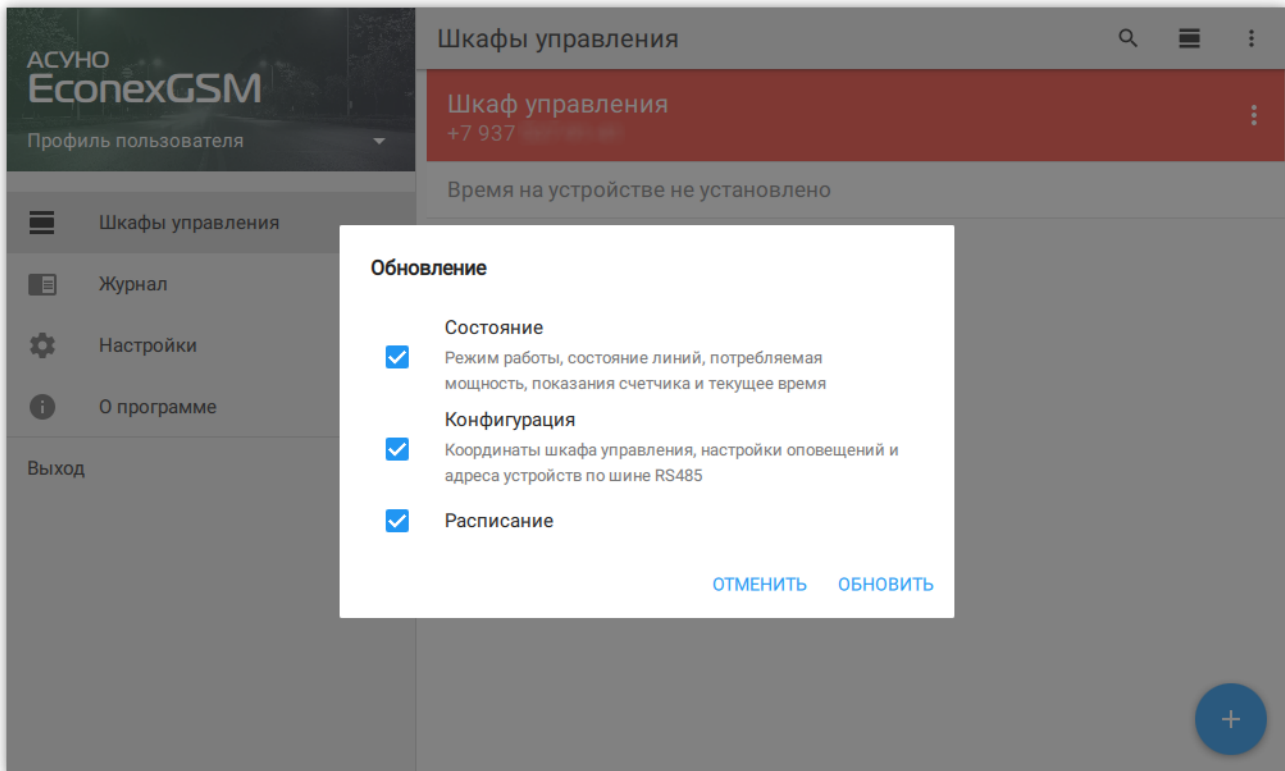 АСУНО
EconexGSM
Профиль пользователя
Шкафы управления
Журнал
Настройки
О программе
Выход
Шкафы управления
Шкаф управления
+7 937
Время на устройстве не установлено
Обновление
Состояние
Режим работы, состояние линий, потребляемая
мощность, показания счетчика и текущее время
Конфигурация
Координаты шкафа управления, настройки оповещений и
адреса устройств по шине RS485
Расписание
ОТМЕНИТЬ ОБНОВИТЬ